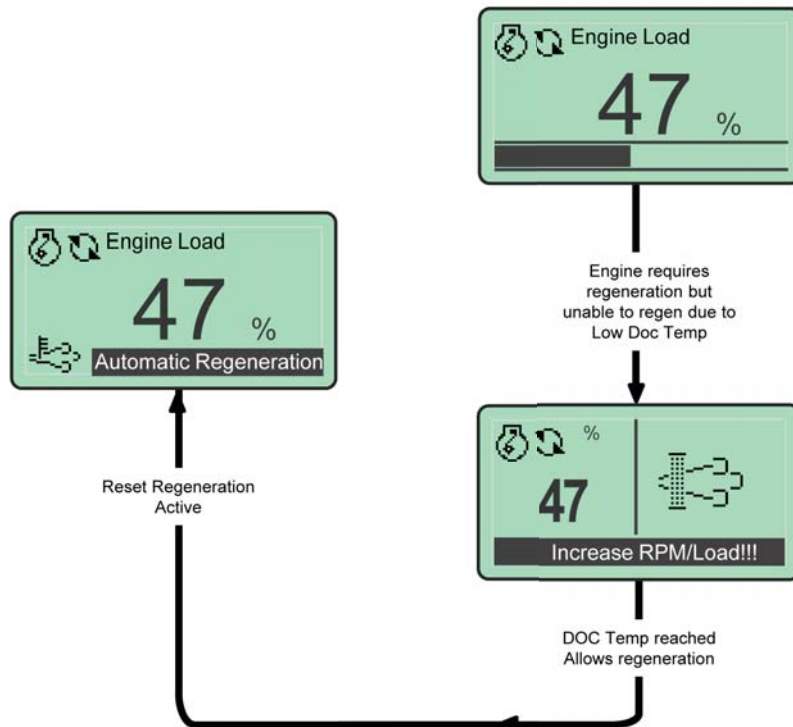 Engine Load
47 %
Engine requires
regeneration but
unable to regen due to
Low Doc Temp
%
47
Increase RPM/Load!!!
DOC Temp reached
Allows regeneration
Reset Regeneration
Active
Engine Load
47 %
Automatic Regeneration